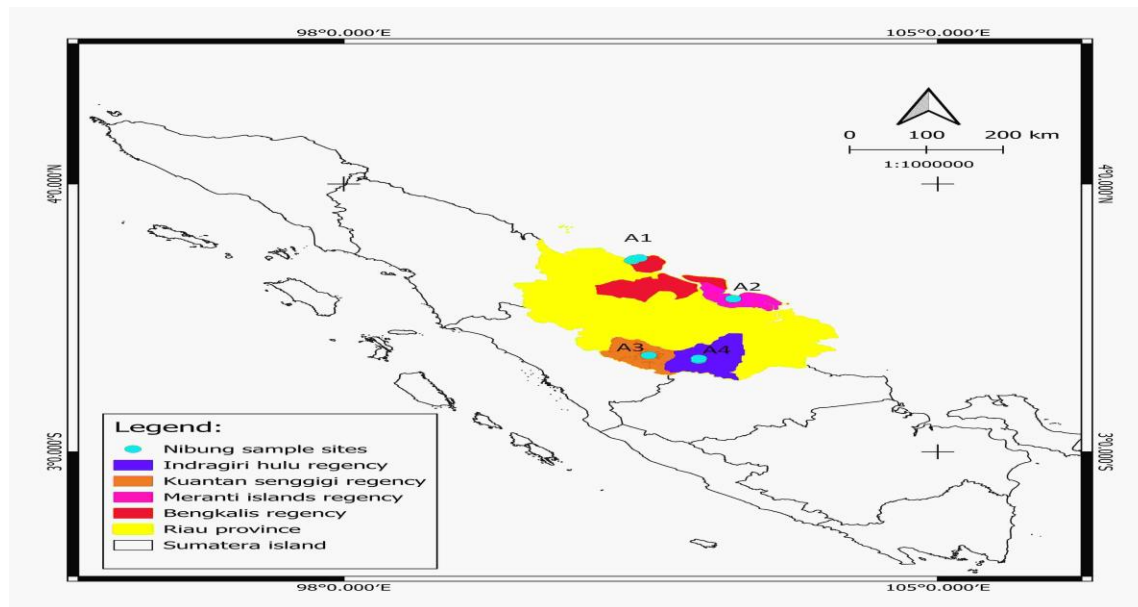 98°0.000'E 105°0.000'E
0 100 200 km
1:1000000
4°0.000'N 4°0.000'N
A1
A2
A3 A4
3°0.000'S 3°0.000'S
Legend:
Nibung sample sites
Indragiri hulu regency
Kuantan senggigi regency
Meranti islands regency
Bengkalis regency
Riau province
Sumatera island
98°0.000'E 105°0.000'E